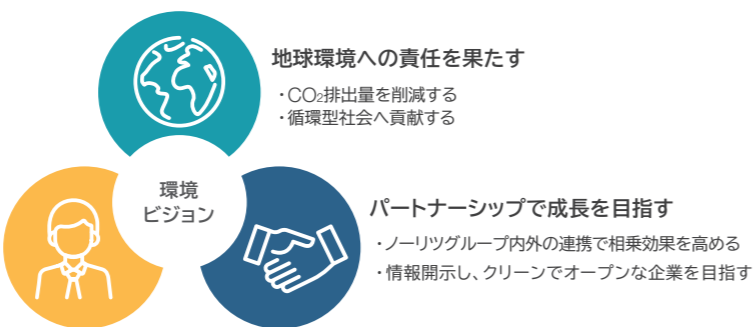 地球環境への責任を果たす
・CO₂排出量を削減する
・循環型社会へ貢献する
環境
ビジョン
パートナーシップで成長を目指す
・ノーリツグループ内外の連携で相乗効果を高める
・情報開示し、クリーンでオープンな企業を目指す